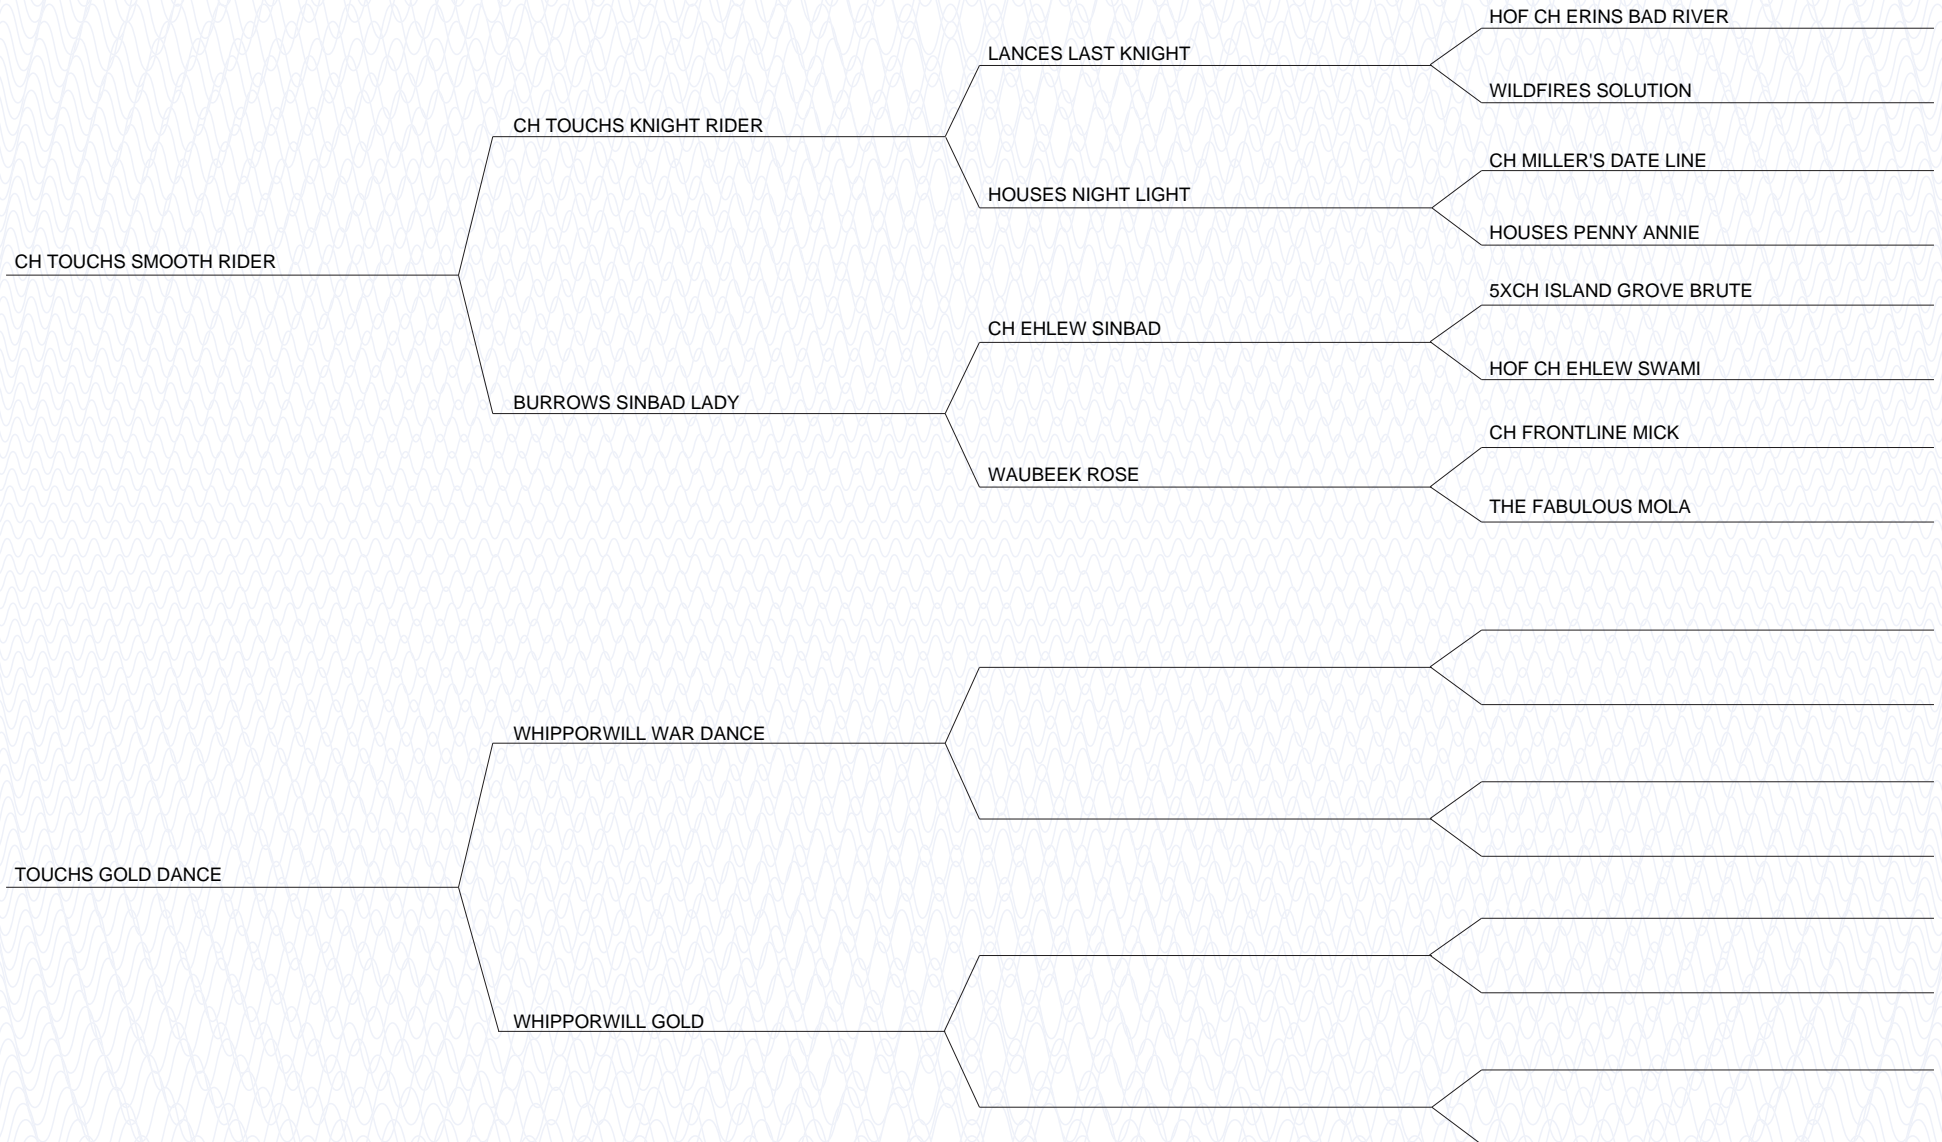 HOF CH ERINS BAD RIVER
LANCES LAST KNIGHT
WILDFIRES SOLUTION
CH TOUCHS KNIGHT RIDER
CH MILLER'S DATE LINE
HOUSES NIGHT LIGHT
HOUSES PENNY ANNIE
CH TOUCHS SMOOTH RIDER
5XCH ISLAND GROVE BRUTE
CH EHLEW SINBAD
HOF CH EHLEW SWAMI
BURROWS SINBAD LADY
CH FRONTLINE MICK
WAUBEEK ROSE
THE FABULOUS MOLA
WHIPPORWILL WAR DANCE
TOUCHS GOLD DANCE
WHIPPORWILL GOLD